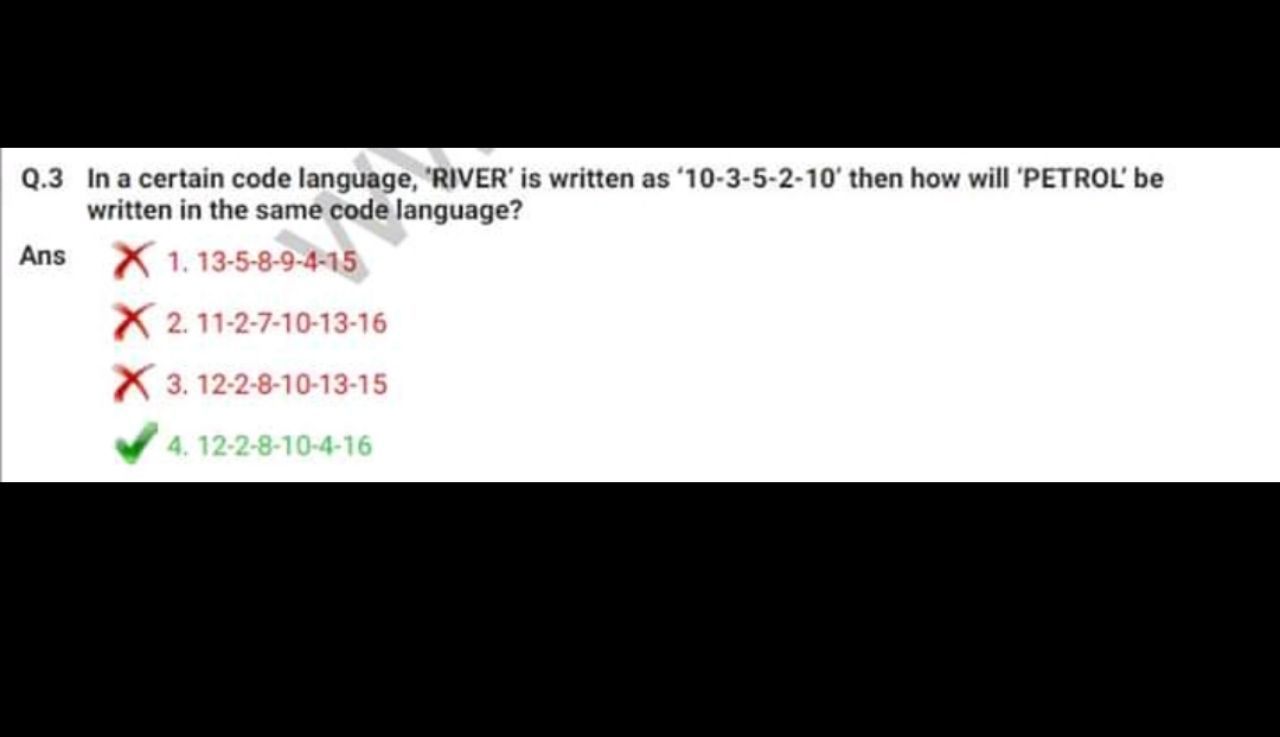 Q.3 In a certain code language, 'RIVER' is written as '10-3-5-2-10' then how will 'PETROL' be
written in the same code language?
Ans 1. 13-5-8-9-4-15
2. 11-2-7-10-13-16
3. 12-2-8-10-13-15
4. 12-2-8-10-4-16